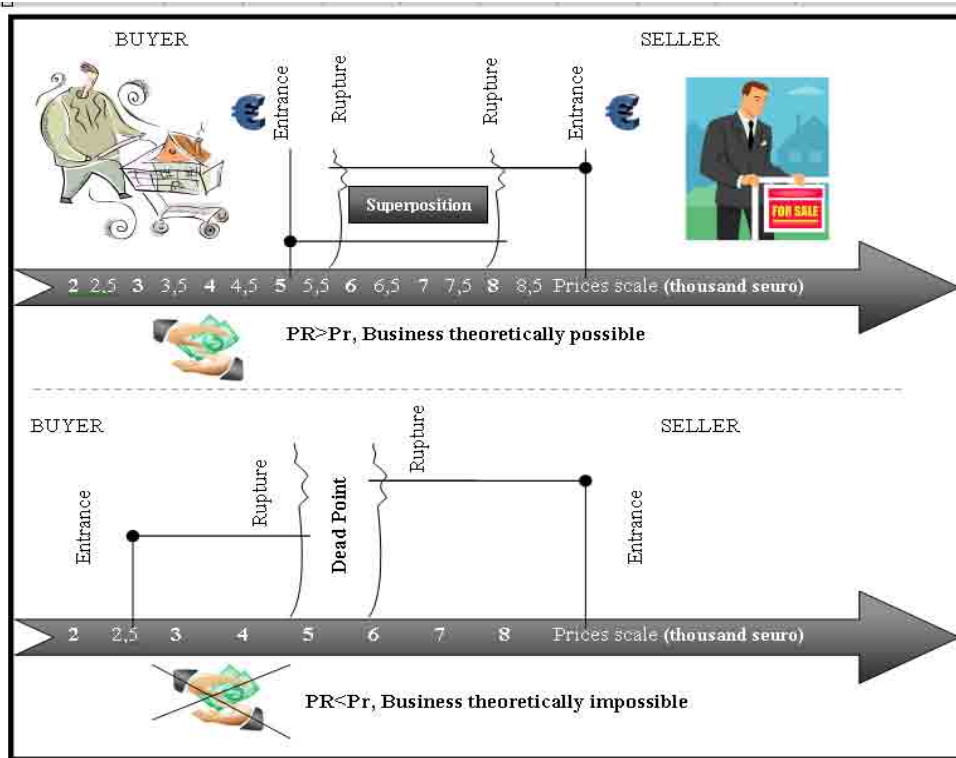 BUYER
SELLER
Entrance
Rupture
Rupture
Entrance
Superposition
FOR SALE
2 2,5 3 3,5 4 4,5 5 5,5 6 6,5 7 7,5 8 8,5 Prices scale (thousand seuro)
PR>Pr, Business theoretically possible
BUYER
SELLER
Entrance
Rupture
Dead Point
Rupture
Entrance
2 2,5 3 4 5 6 7 8 Prices scale (thousand seuro)
PR<Pr, Business theoretically impossible